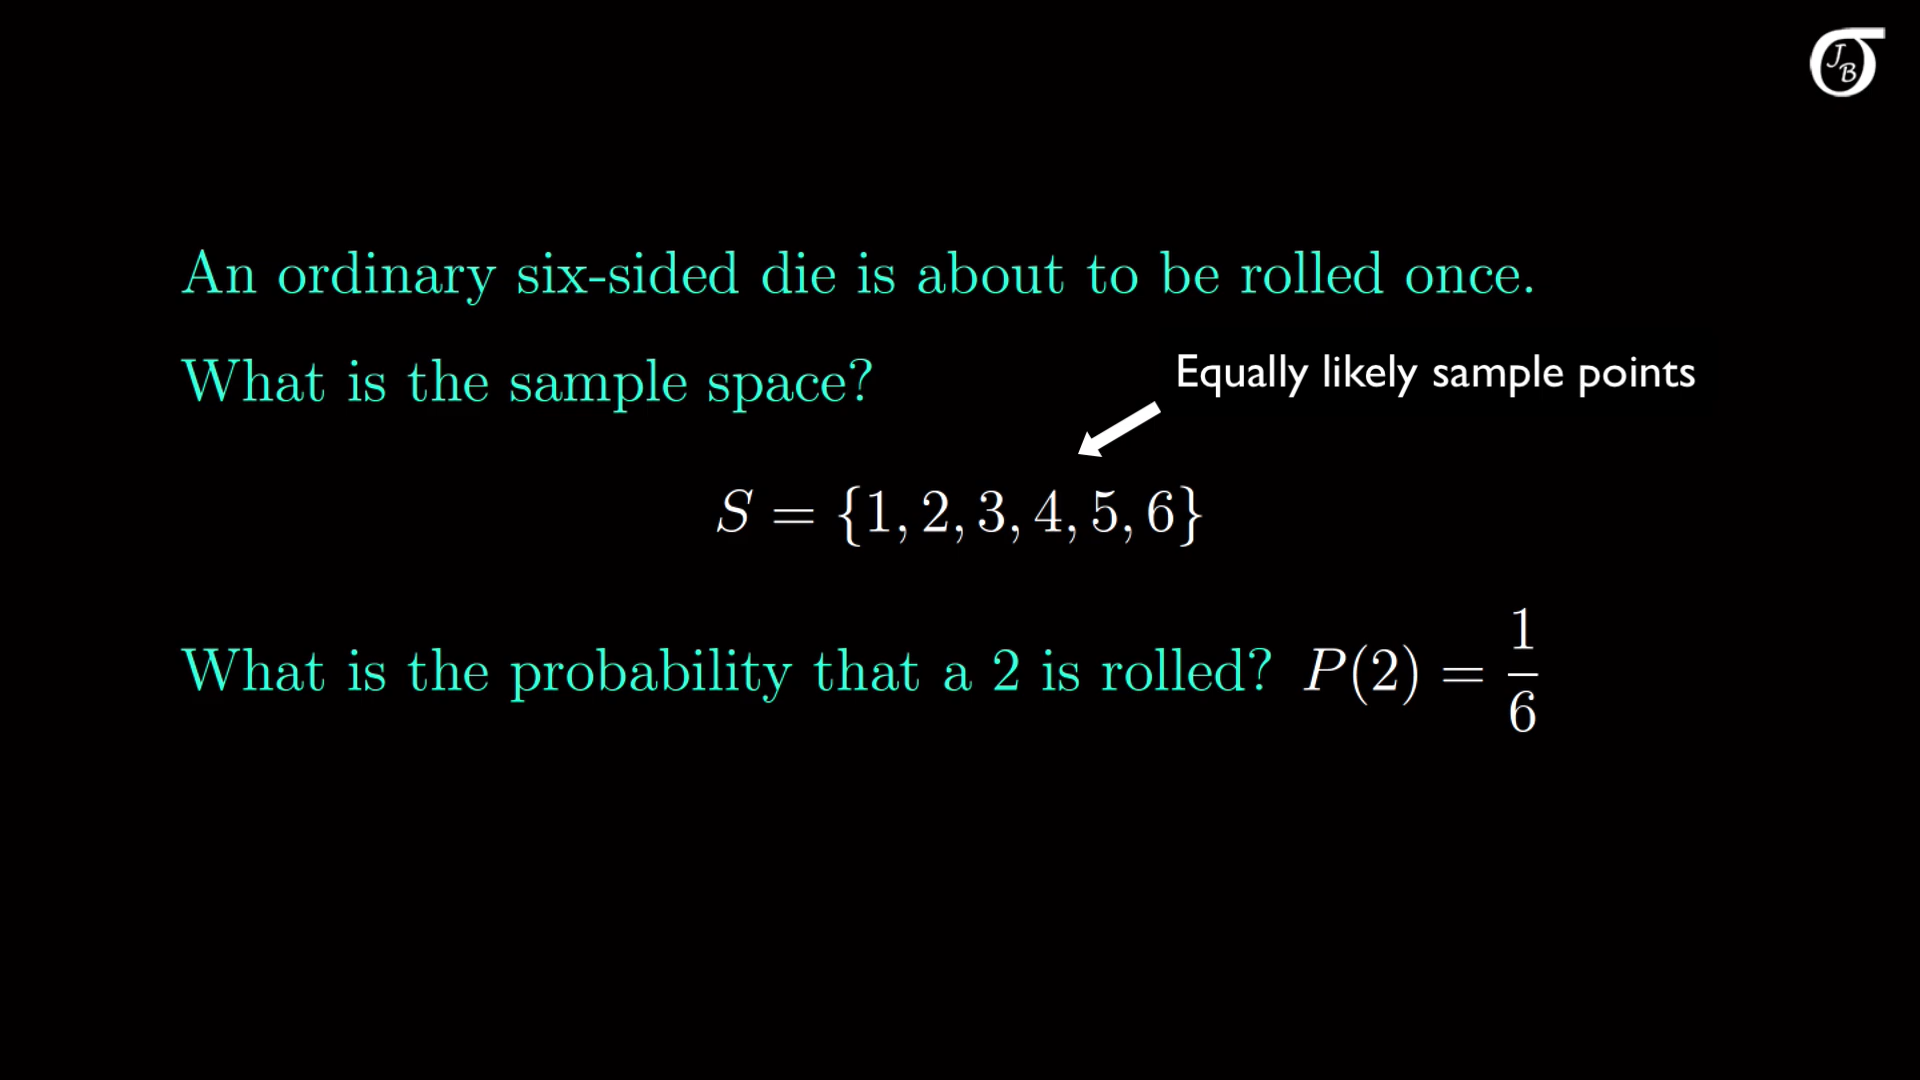 J
B
An ordinary six-sided die is about to be rolled once.
What is the sample space?
Equally likely sample points
S = {1, 2, 3, 4, 5, 6}
What is the probability that a 2 is rolled? P(2) = 1/6